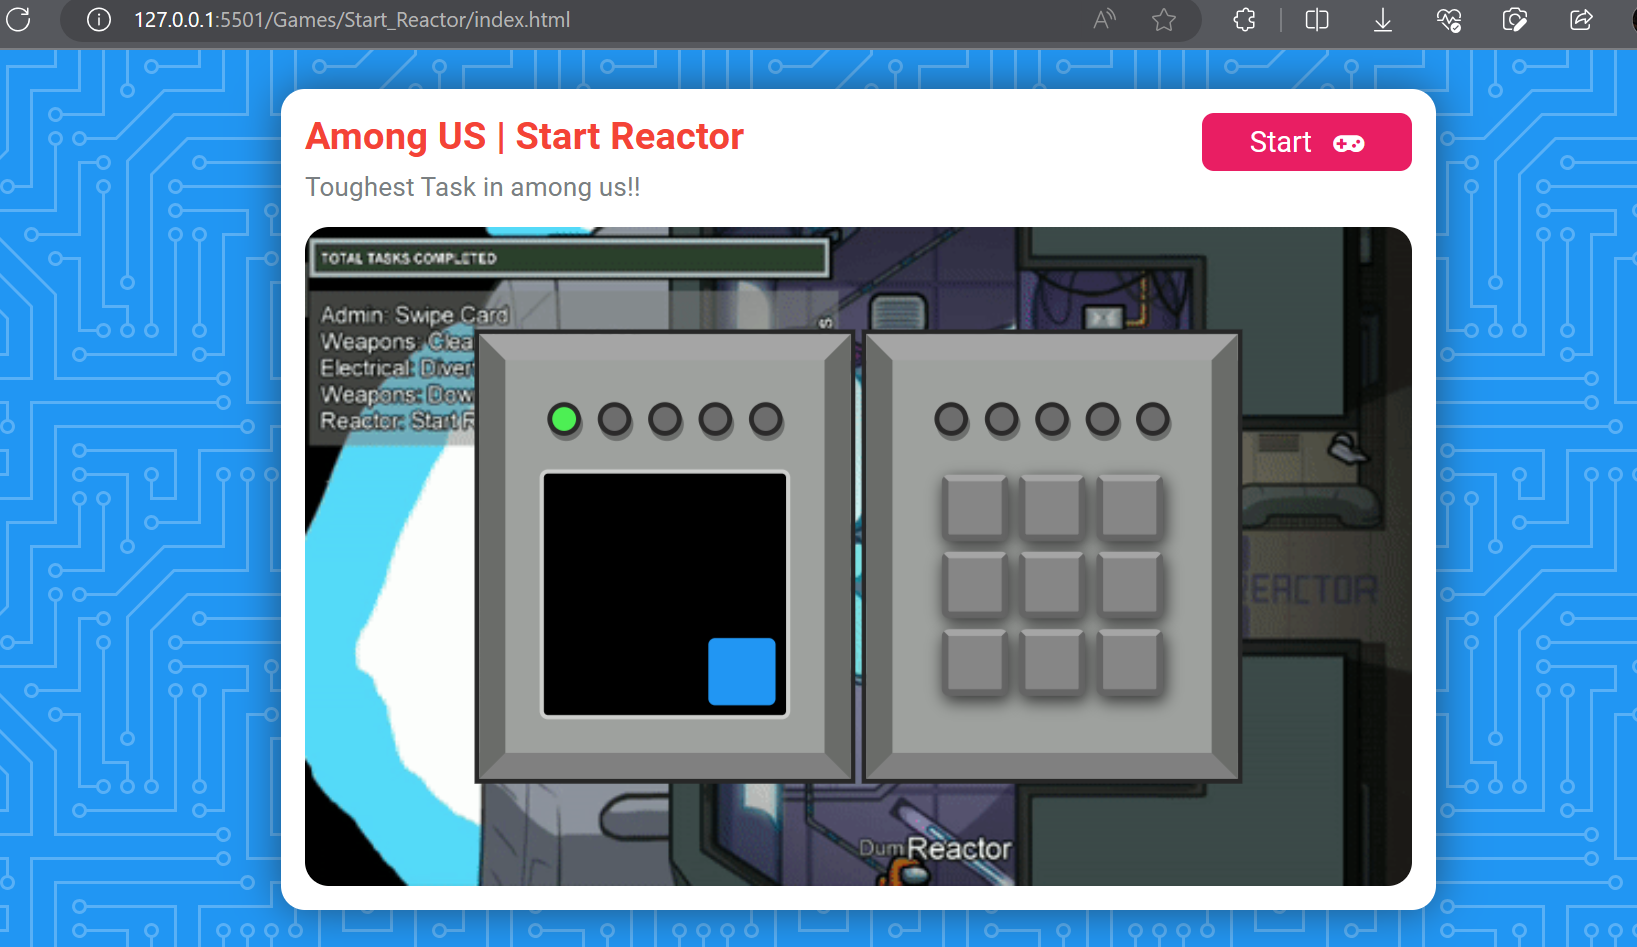 127.0.0.1:5501/Games/Start_Reactor/index.html
Among US | Start Reactor
Start
Toughest Task in among us!!
TOTAL TASKS COMPLETED
Admin: Swipe Card
Weapons: Clea
Electrical: Diver
Weapons: Dow
Reactor: Start R
REACTOR
Dum Reactor